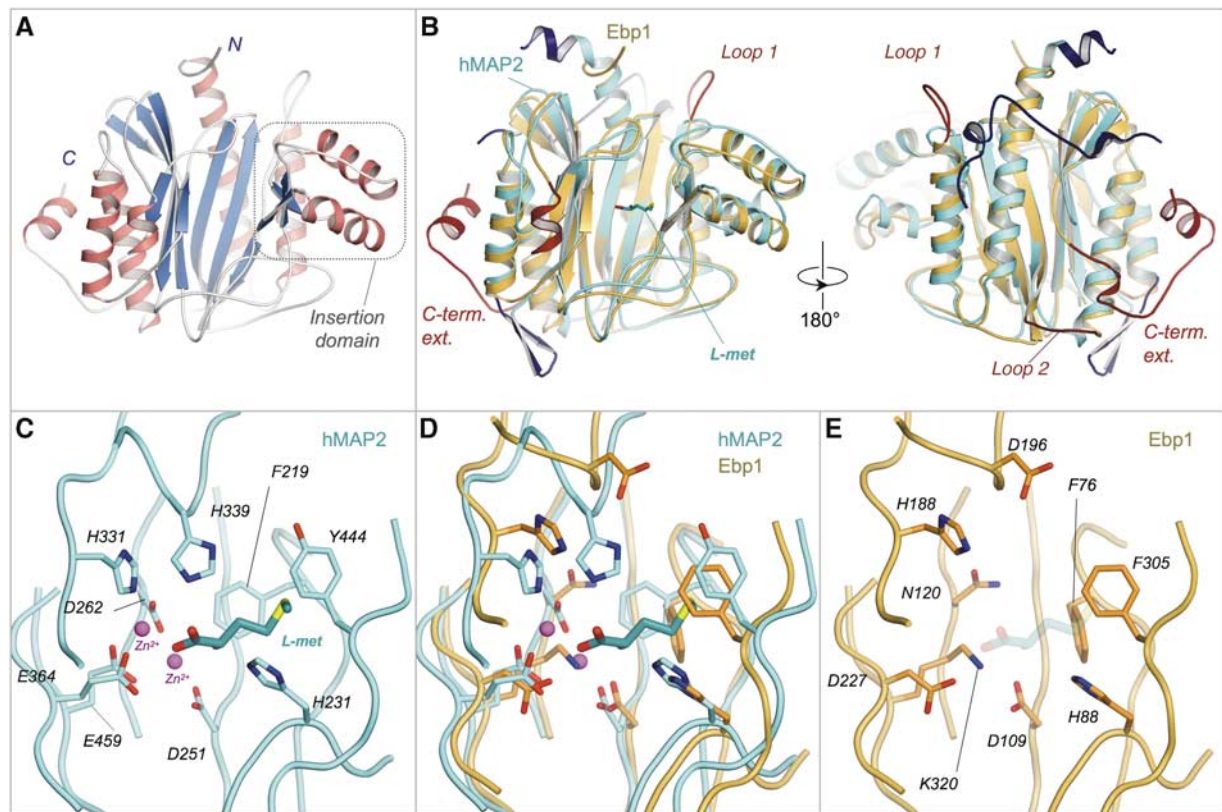 A
N
C
Insertion
domain
B
Ebp1
hMAP2
Loop 1
C-term.
ext.
L-met
180°
Loop 1
Loop 2
C-term.
ext.
C
hMAP2
F219
H339
H331
Y444
D262
Zn²⁺
L-met
Zn²⁺
E364
H231
E459
D251
D
hMAP2
Ebp1
E
Ebp1
D196
F76
H188
F305
N120
D227
H88
D109
K320